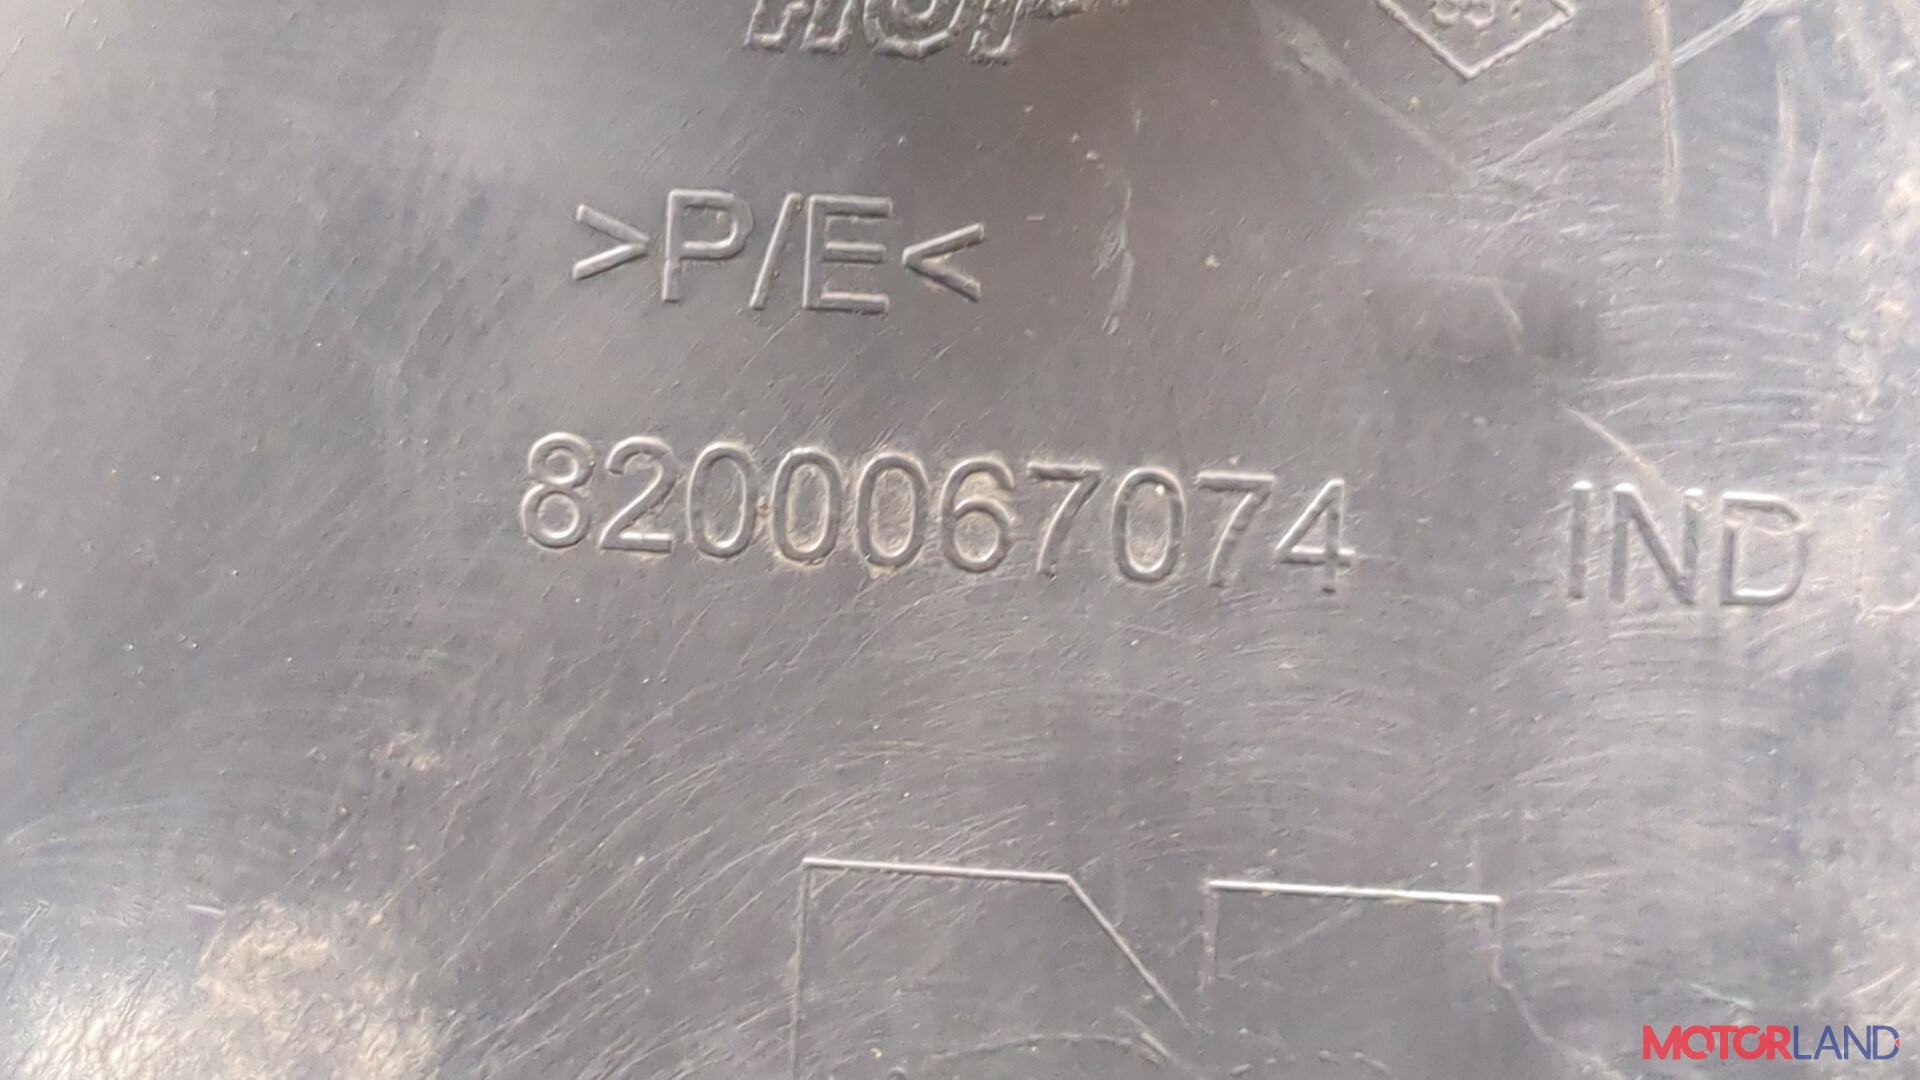 >P/E<
8200067074 IND
MOTORLAND